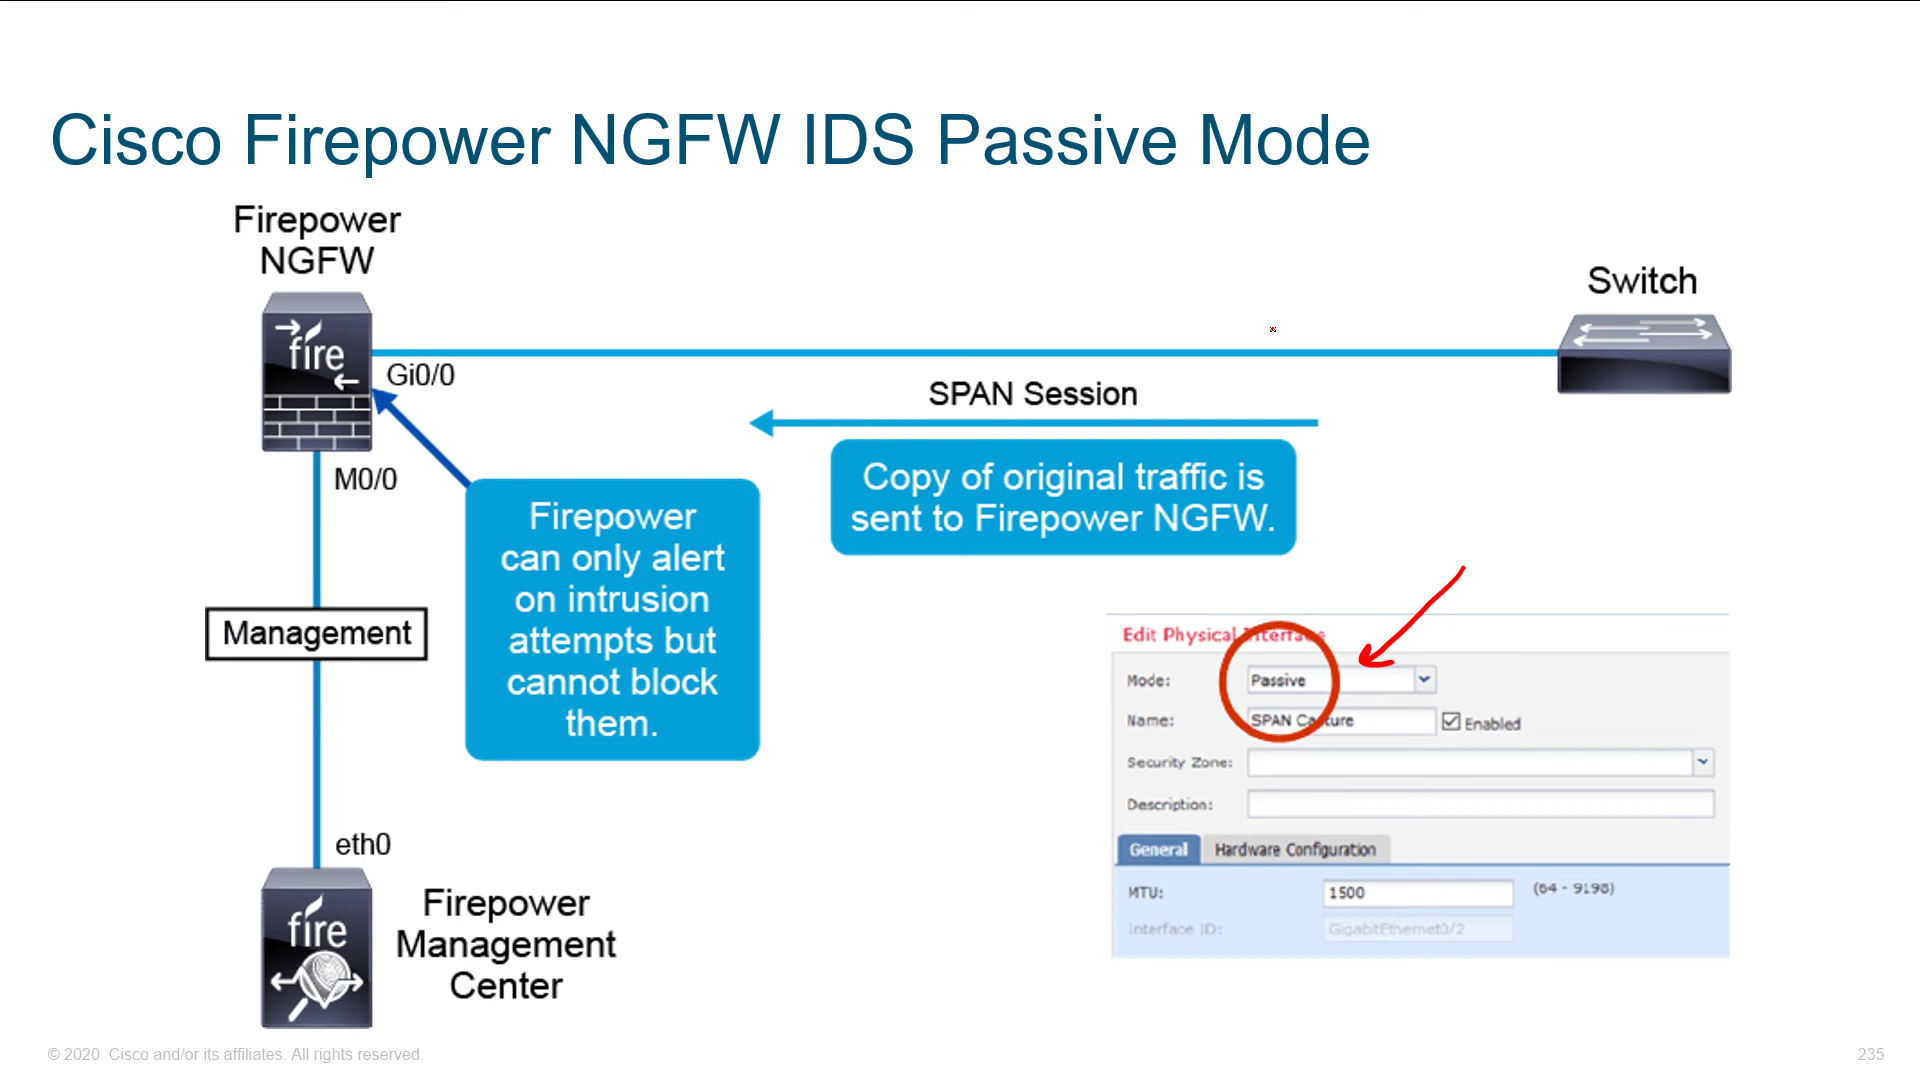 Cisco Firepower NGFW IDS Passive Mode
Firepower
NGFW
Switch
fire
Gi0/0
SPAN Session
Copy of original traffic is
sent to Firepower NGFW.
M0/0
Firepower
can only alert
on intrusion
attempts but
cannot block
them.
Management
Edit Physical Interface
Mode: Passive
Name: SPAN Capture Enabled
Security Zone:
Description:
General Hardware Configuration
MTU: 1500 (64 - 9198)
Interface ID: GigabitEthernet0/2
eth0
fire
Firepower
Management
Center
© 2020 Cisco and/or its affiliates. All rights reserved.
235